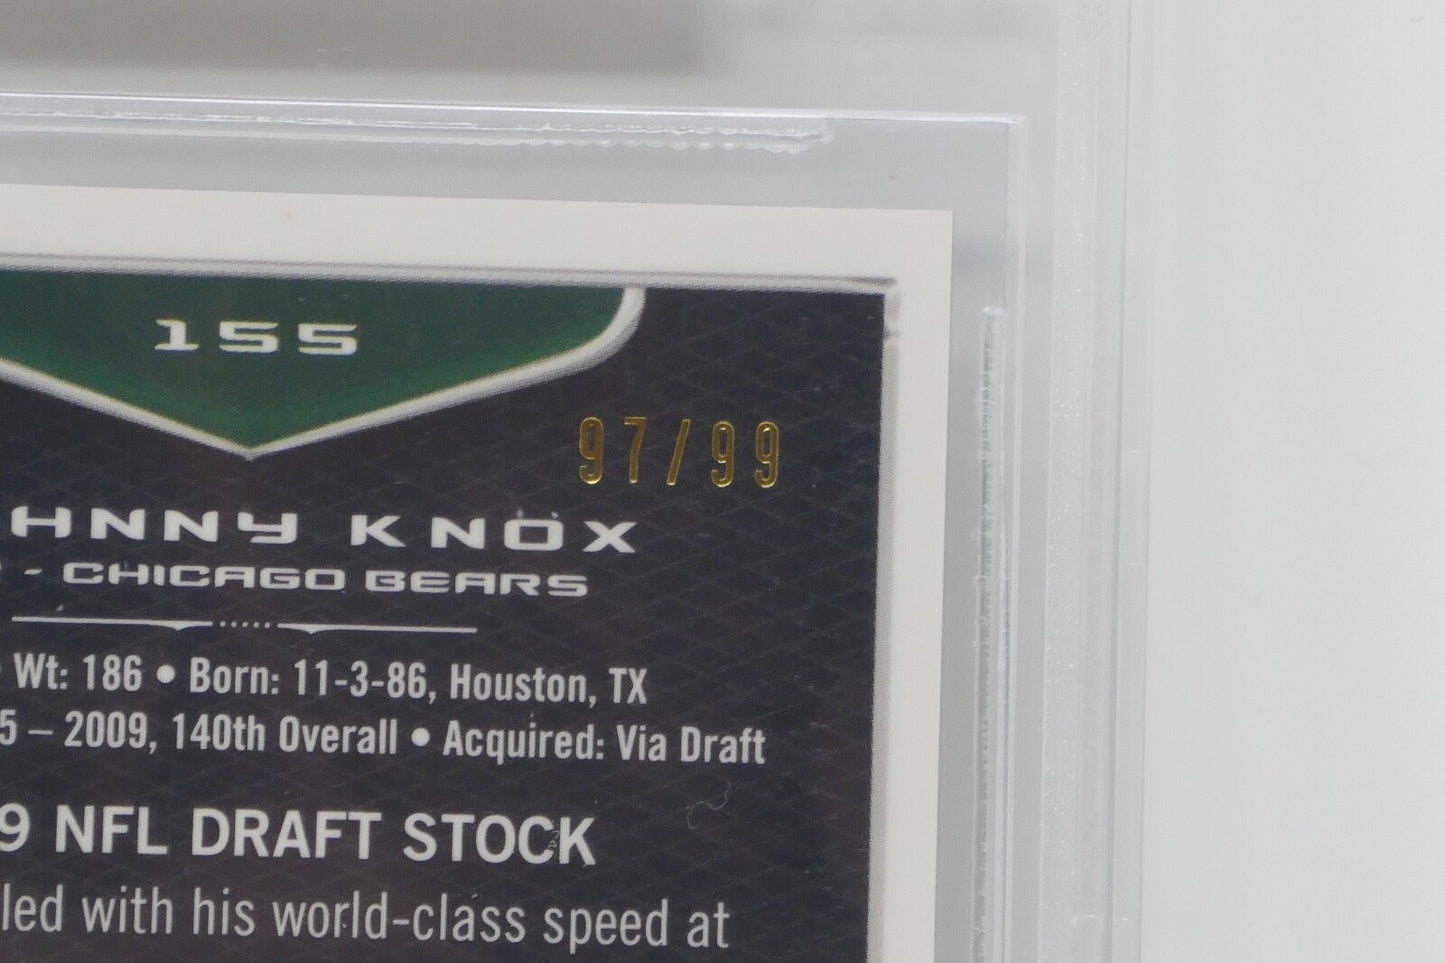 155
97/99
HNNY KNOX
- CHICAGO BEARS
Wt: 186 • Born: 11-3-86, Houston, TX
5 – 2009, 140th Overall • Acquired: Via Draft
9 NFL DRAFT STOCK
led with his world-class speed at